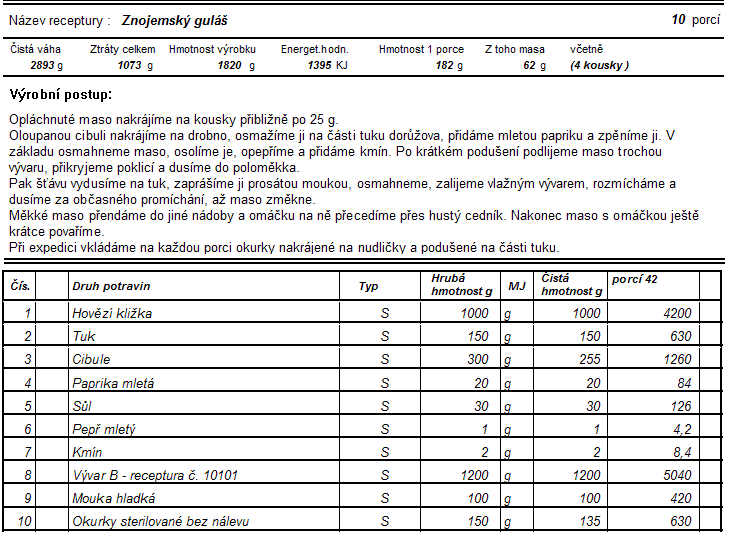 Název receptury : Znojemský guláš 10 porcí
Čistá váha Ztráty celkem Hmotnost výrobku Energet.hodn. Hmotnost 1 porce Z toho masa včetně
2893 g 1073 g 1820 g 1395 KJ 182 g 62 g (4 kousky )
Výrobní postup:
Opláchnuté maso nakrájíme na kousky přibližně po 25 g.
Oloupanou cibuli nakrájíme na drobno, osmažíme ji na části tuku dorůžova, přidáme mletou papriku a zpěníme ji. V
základu osmahneme maso, osolíme je, opepříme a přidáme kmín. Po krátkém podušení podlijeme maso trochou
vývaru, přikryjeme poklicí a dusíme do poloměkka.
Pak šťávu vydusíme na tuk, zaprášíme ji prosátou moukou, osmahneme, zalijeme vlažným vývarem, rozmícháme a
dusíme za občasného promíchání, až maso změkne.
Měkké maso přendáme do jiné nádoby a omáčku na ně přecedíme přes hustý cedník. Nakonec maso s omáčkou ještě
krátce povaříme.
Při expedici vkládáme na každou porci okurky nakrájené na nudličky a podušené na části tuku.
Čís. Druh potravin Typ Hrubá hmotnost g MJ Čistá hmotnost g porcí 42
1 Hovězí kližka S 1000 g 1000 4200
2 Tuk S 150 g 150 630
3 Cibule S 300 g 255 1260
4 Paprika mletá S 20 g 20 84
5 Sůl S 30 g 30 126
6 Pepř mletý S 1 g 1 4,2
7 Kmín S 2 g 2 8,4
8 Vývar B - receptura č. 10101 S 1200 g 1200 5040
9 Mouka hladká S 100 g 100 420
10 Okurky sterilované bez nálevu S 150 g 135 630